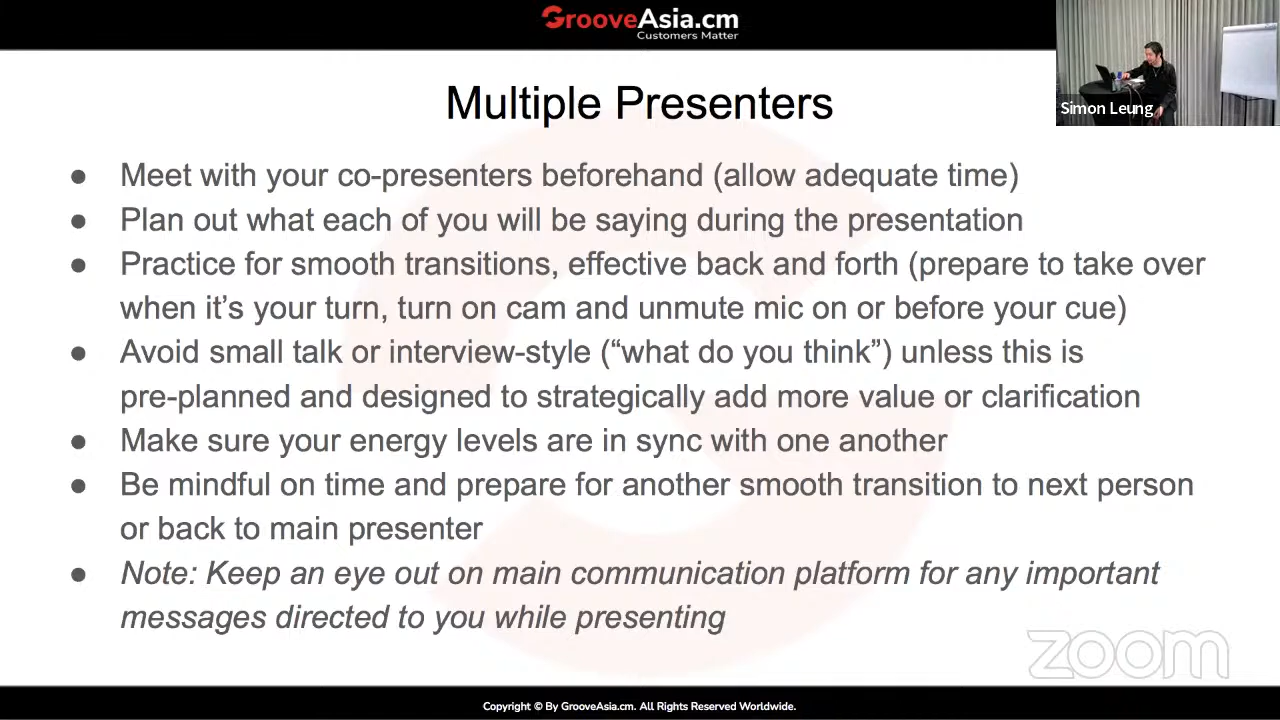 GrooveAsia.cm
Customers Matter
Simon Leung
Multiple Presenters
● Meet with your co-presenters beforehand (allow adequate time)
● Plan out what each of you will be saying during the presentation
● Practice for smooth transitions, effective back and forth (prepare to take over
when it’s your turn, turn on cam and unmute mic on or before your cue)
● Avoid small talk or interview-style (“what do you think”) unless this is
pre-planned and designed to strategically add more value or clarification
● Make sure your energy levels are in sync with one another
● Be mindful on time and prepare for another smooth transition to next person
or back to main presenter
● Note: Keep an eye out on main communication platform for any important
messages directed to you while presenting
zoom
Copyright © By GrooveAsia.cm. All Rights Reserved Worldwide.